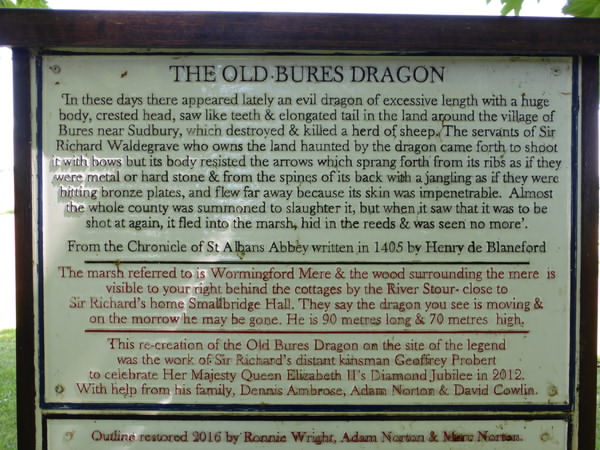 THE OLD BURES DRAGON
'In these days there appeared lately an evil dragon of excessive length with a huge
body, crested head, saw like teeth & elongated tail in the land around the village of
Bures near Sudbury, which destroyed & killed a herd of sheep. The servants of Sir
Richard Waldegrave who owns the land haunted by the dragon came forth to shoot
it with bows but its body resisted the arrows which sprang forth from its ribs as if they
were metal or hard stone & from the spines of its back with a jangling as if they were
hitting bronze plates, and flew far away because its skin was impenetrable. Almost
the whole county was summoned to slaughter it, but when it saw that it was to be
shot at again, it fled into the marsh, hid in the reeds & was seen no more'.
From the Chronicle of St Albans Abbey written in 1405 by Henry de Blaneford
The marsh referred to is Wormingford Mere & the wood surrounding the mere is
visible to your right behind the cottages by the River Stour- close to
Sir Richard's home Smallbridge Hall. They say the dragon you see is moving &
on the morrow he may be gone. He is 90 metres long & 70 metres high.
This re-creation of the Old Bures Dragon on the site of the legend
was the work of Sir Richard's distant kinsman Geoffrey Probert
to celebrate Her Majesty Queen Elizabeth II's Diamond Jubilee in 2012.
With help from his family, Dennis Ambrose, Adam Norton & David Cowlin.
Outline restored 2016 by Ronnie Wright, Adam Norton & Marc Norton.